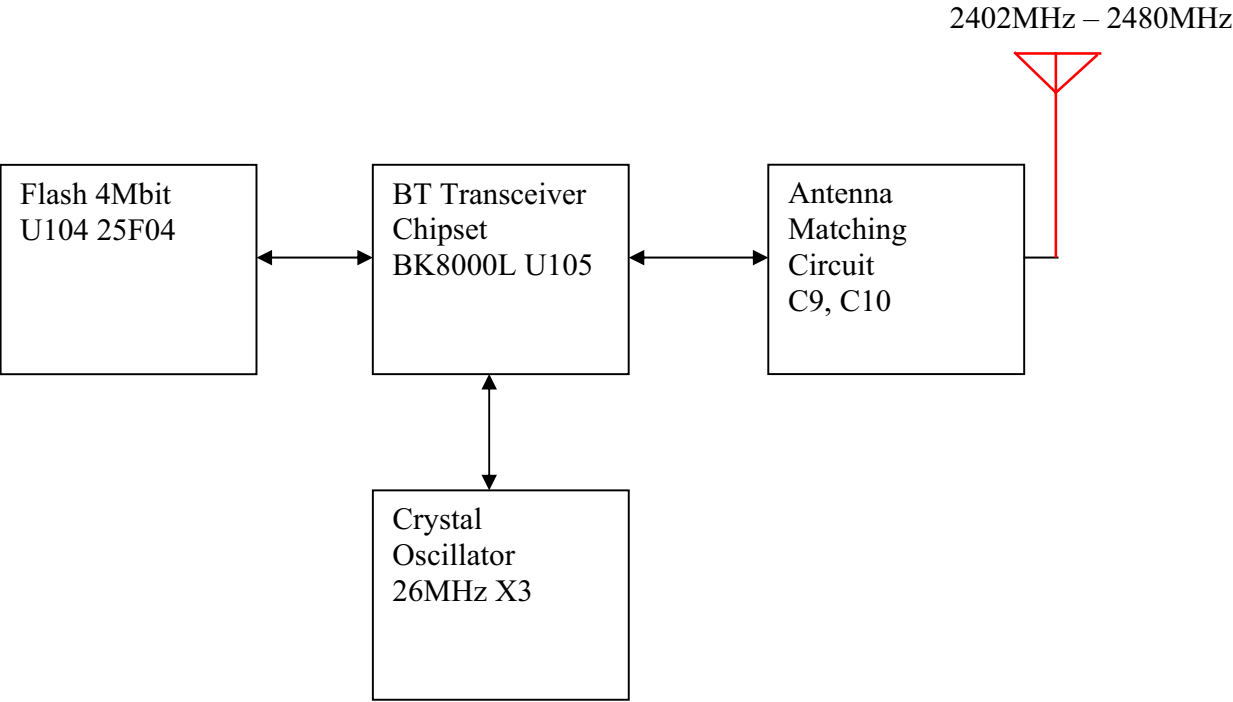 2402MHz – 2480MHz
Flash 4Mbit
U104 25F04
BT Transceiver
Chipset
BK8000L U105
Antenna
Matching
Circuit
C9, C10
Crystal
Oscillator
26MHz X3